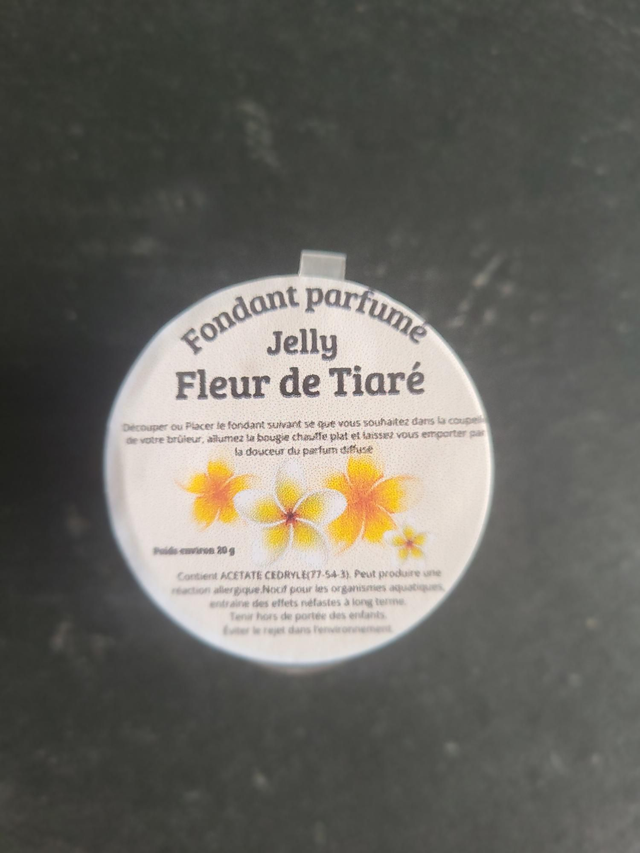 Fondant parfumé
Jelly
Fleur de Tiaré
Découper ou Placer le fondant suivant se que vous souhaitez dans la coupelle
de votre brûleur, allumez la bougie chauffe plat et laissez vous emporter par
la douceur du parfum diffusé
Poids environ 20 g
Contient ACETATE CEDRYLE(77-54-3). Peut produire une
réaction allergique.Nocif pour les organismes aquatiques,
entraine des effets néfastes à long terme.
Tenir hors de portée des enfants.
Éviter le rejet dans l'environnement.